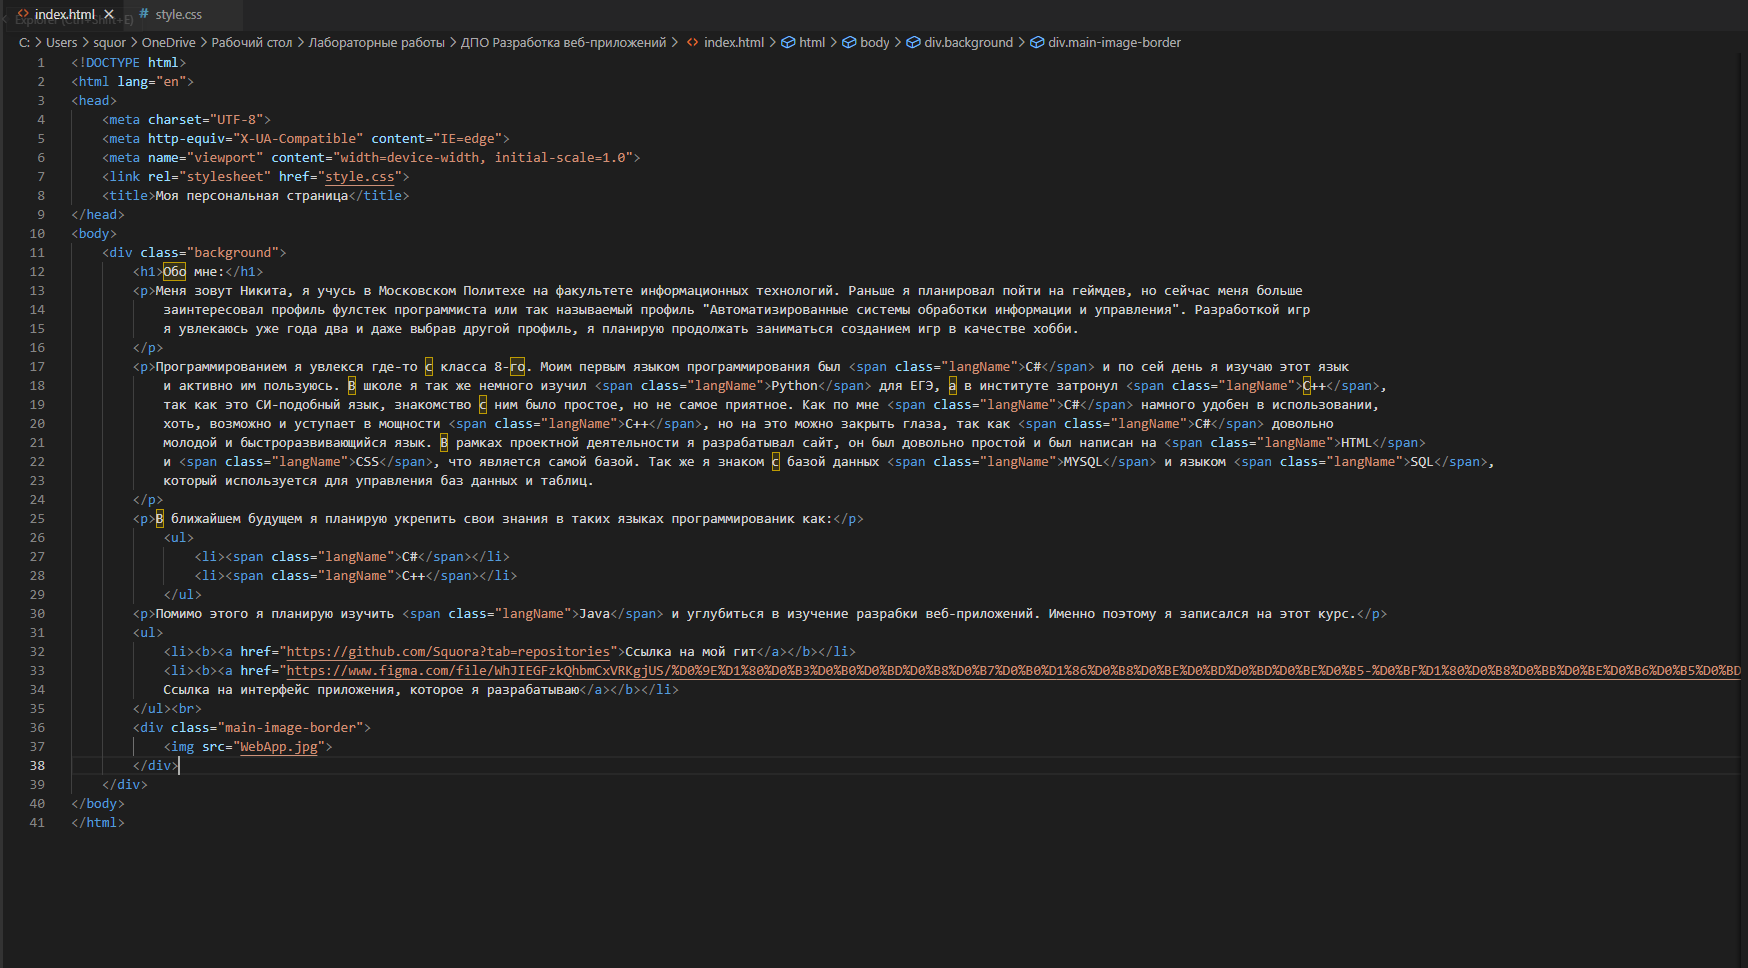 index.html
style.css
Explorer (Ctrl+Shift+E)
C: > Users > squor > OneDrive > Рабочий стол > Лабораторные работы > ДПО Разработка веб-приложений > index.html > html > body > div.background > div.main-image-border
1 <!DOCTYPE html>
2 <html lang="en">
3 <head>
4 <meta charset="UTF-8">
5 <meta http-equiv="X-UA-Compatible" content="IE=edge">
6 <meta name="viewport" content="width=device-width, initial-scale=1.0">
7 <link rel="stylesheet" href="style.css">
8 <title>Моя персональная страница</title>
9 </head>
10 <body>
11 <div class="background">
12 <h1>Обо мне:</h1>
13 <p>Меня зовут Никита, я учусь в Московском Политехе на факультете информационных технологий. Раньше я планировал пойти на геймдев, но сейчас меня больше
14 заинтересовал профиль фулстек программиста или так называемый профиль "Автоматизированные системы обработки информации и управления". Разработкой игр
15 я увлекаюсь уже года два и даже выбрав другой профиль, я планирую продолжать заниматься созданием игр в качестве хобби.
16 </p>
17 <p>Программированием я увлекся где-то с класса 8-го. Моим первым языком программирования был <span class="langName">C#</span> и по сей день я изучаю этот язык
18 и активно им пользуюсь. В школе я так же немного изучил <span class="langName">Python</span> для ЕГЭ, а в институте затронул <span class="langName">С++</span>,
19 так как это СИ-подобный язык, знакомство с ним было простое, но не самое приятное. Как по мне <span class="langName">C#</span> намного удобен в использовании,
20 хоть, возможно и уступает в мощности <span class="langName">C++</span>, но на это можно закрыть глаза, так как <span class="langName">C#</span> довольно
21 молодой и быстроразвивающийся язык. В рамках проектной деятельности я разрабатывал сайт, он был довольно простой и был написан на <span class="langName">HTML</span>
22 и <span class="langName">CSS</span>, что является самой базой. Так же я знаком с базой данных <span class="langName">MYSQL</span> и языком <span class="langName">SQL</span>,
23 который используется для управления баз данных и таблиц.
24 </p>
25 <p>В ближайшем будущем я планирую укрепить свои знания в таких языках программированик как:</p>
26 <ul>
27 <li><span class="langName">C#</span></li>
28 <li><span class="langName">C++</span></li>
29 </ul>
30 <p>Помимо этого я планирую изучить <span class="langName">Java</span> и углубиться в изучение разрабки веб-приложений. Именно поэтому я записался на этот курс.</p>
31 <ul>
32 <li><b><a href="https://github.com/Squora?tab=repositories">Ссылка на мой гит</a></b></li>
33 <li><b><a href="https://www.figma.com/file/WhJIEGFzkQhbmCxVRKgjUS/%D0%9E%D1%80%D0%B3%D0%B0%D0%BD%D0%B8%D0%B7%D0%B0%D1%86%D0%B8%D0%BE%D0%BD%D0%BD%D0%BE%D0%B5-%D0%BF%D1%80%D0%B8%D0%BB%D0%BE%D0%B6%D0%B5%D0%BD
34 Ссылка на интерфейс приложения, которое я разрабатываю</a></b></li>
35 </ul><br>
36 <div class="main-image-border">
37 <img src="WebApp.jpg">
38 </div>
39 </div>
40 </body>
41 </html>